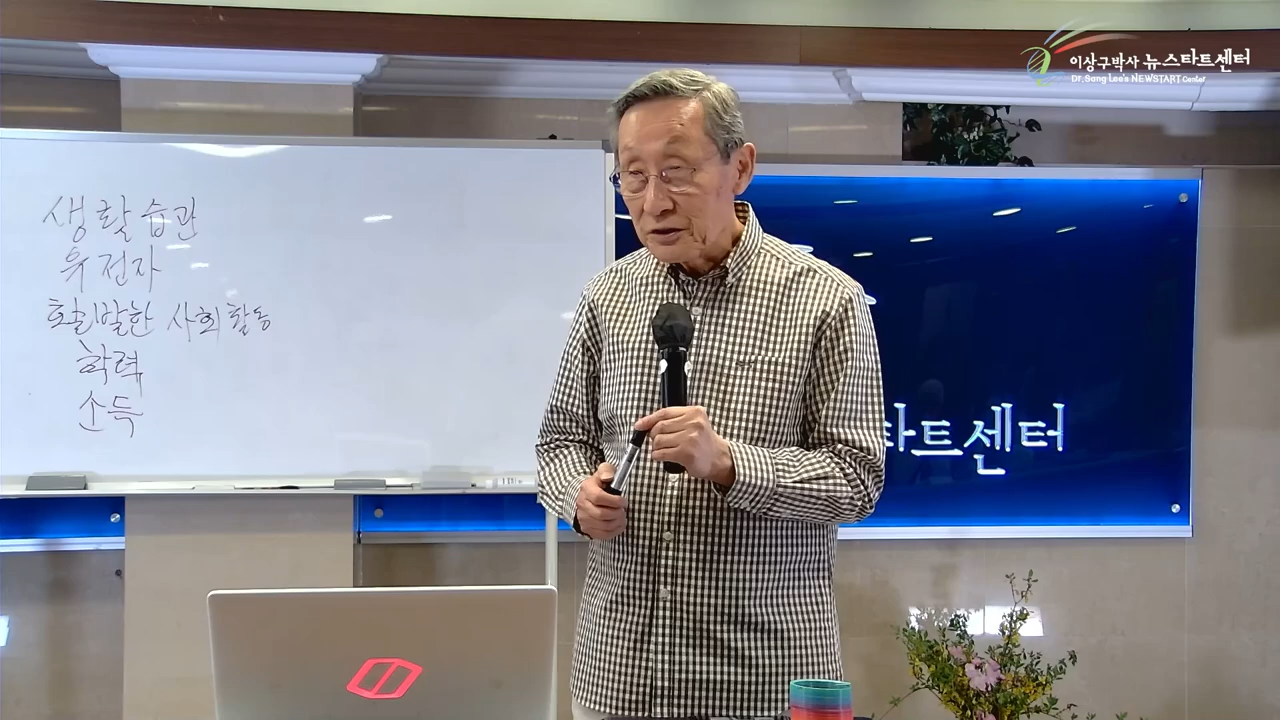 이상구박사 뉴스타트센터
Dr. Sang Lee's NEWSTART Center
생활습관
유전자
활발한 사회활동
학력
소득
타트센터